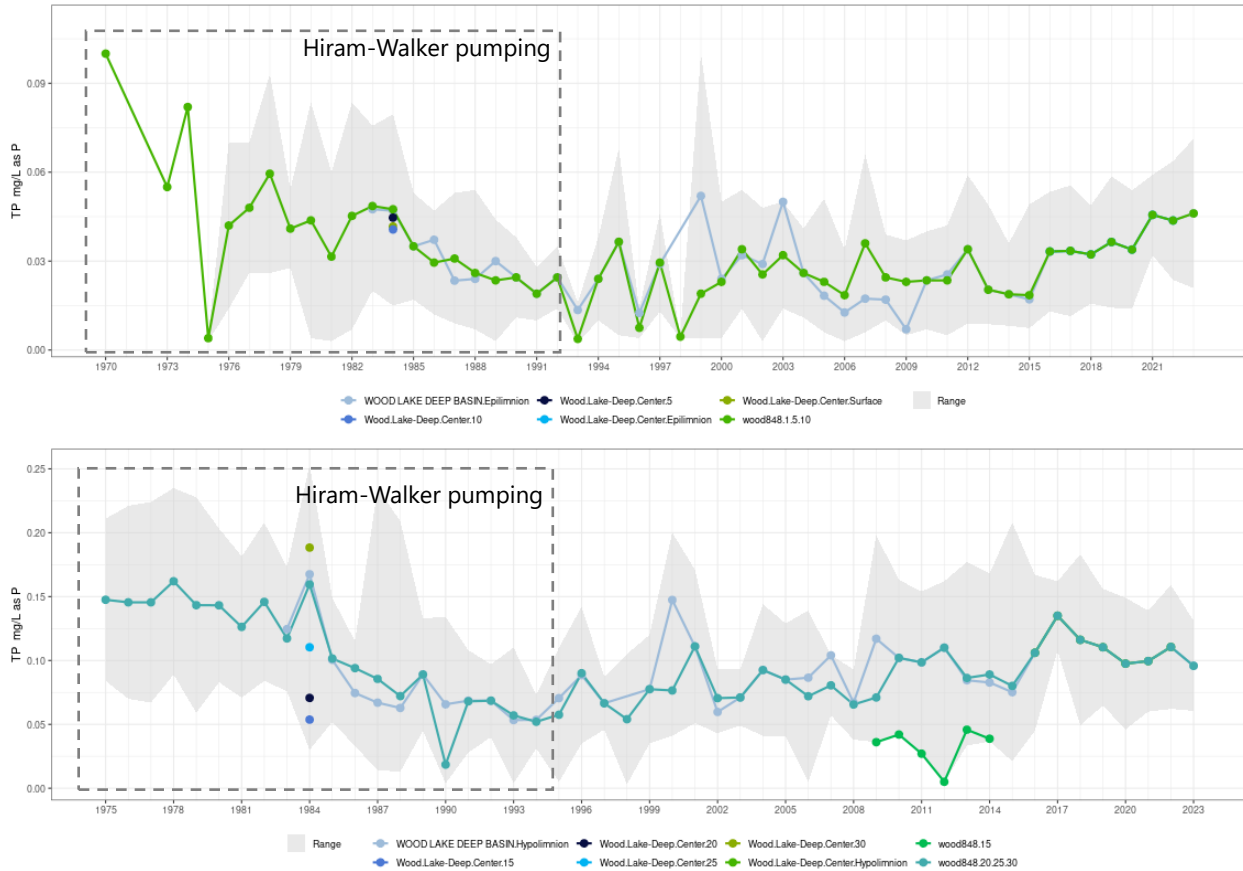 Hiram-Walker pumping
TP mg/L as P
0.09
0.06
0.03
0.00
1970 1973 1976 1979 1982 1985 1988 1991 1994 1997 2000 2003 2006 2009 2012 2015 2018 2021
WOOD LAKE DEEP BASIN.Epilimnion Wood.Lake-Deep.Center.5 Wood.Lake-Deep.Center.Surface Range
Wood.Lake-Deep.Center.10 Wood.Lake-Deep.Center.Epilimnion wood848.1.5.10
Hiram-Walker pumping
TP mg/L as P
0.25
0.20
0.15
0.10
0.05
0.00
1975 1978 1981 1984 1987 1990 1993 1996 1999 2002 2005 2008 2011 2014 2017 2020 2023
Range WOOD LAKE DEEP BASIN.Hypolimnion Wood.Lake-Deep.Center.20 Wood.Lake-Deep.Center.30 wood848.15
Wood.Lake-Deep.Center.15 Wood.Lake-Deep.Center.25 Wood.Lake-Deep.Center.Hypolimnion wood848.20.25.30